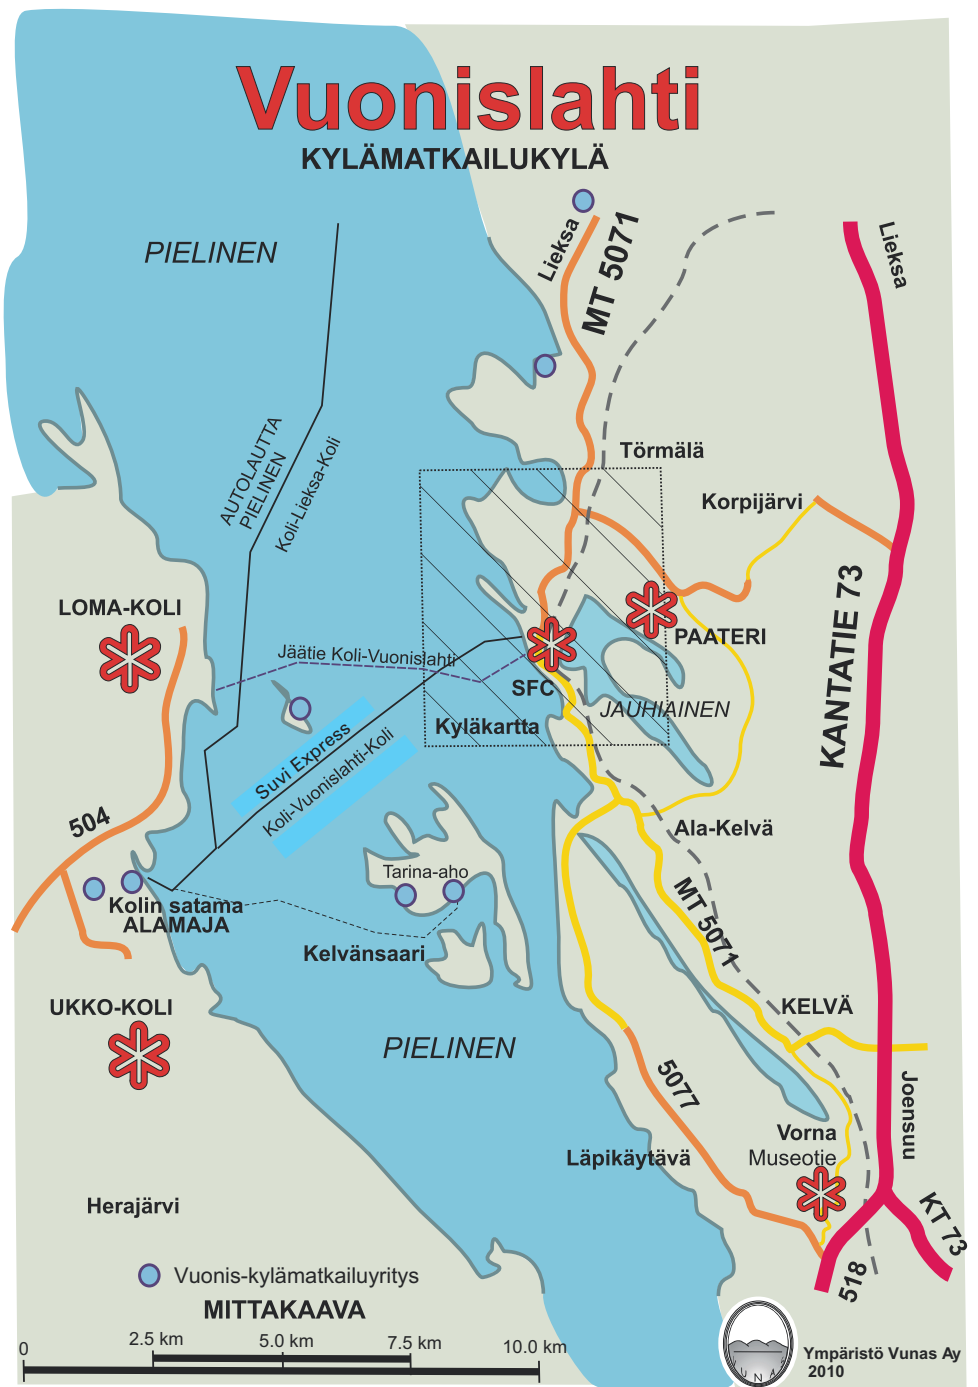 Vuonislahti
KYLÄMATKAILUKYLÄ
PIELINEN
Lieksa
MT 5071
Lieksa
AUTOLAUTTA
PIELINEN
Koli-Lieksa-Koli
Törmälä
Korpijärvi
KANTATIE 73
LOMA-KOLI
PAATERI
Jäätie Koli-Vuonislahti
SFC
JAUHIAINEN
Kyläkartta
Suvi Express
Koli-Vuonislahti-Koli
504
Ala-Kelvä
Tarina-aho
Kolin satama
ALAMAJA
MT 5071
Kelvänsaari
UKKO-KOLI
KELVÄ
PIELINEN
5077
Joensuu
Vorna
Museotie
Läpikäytävä
Herajärvi
KT 73
518
Vuonis-kylämatkailuyritys
MITTAKAAVA
0
2.5 km
5.0 km
7.5 km
10.0 km
VUNAS
Ympäristö Vunas Ay
2010